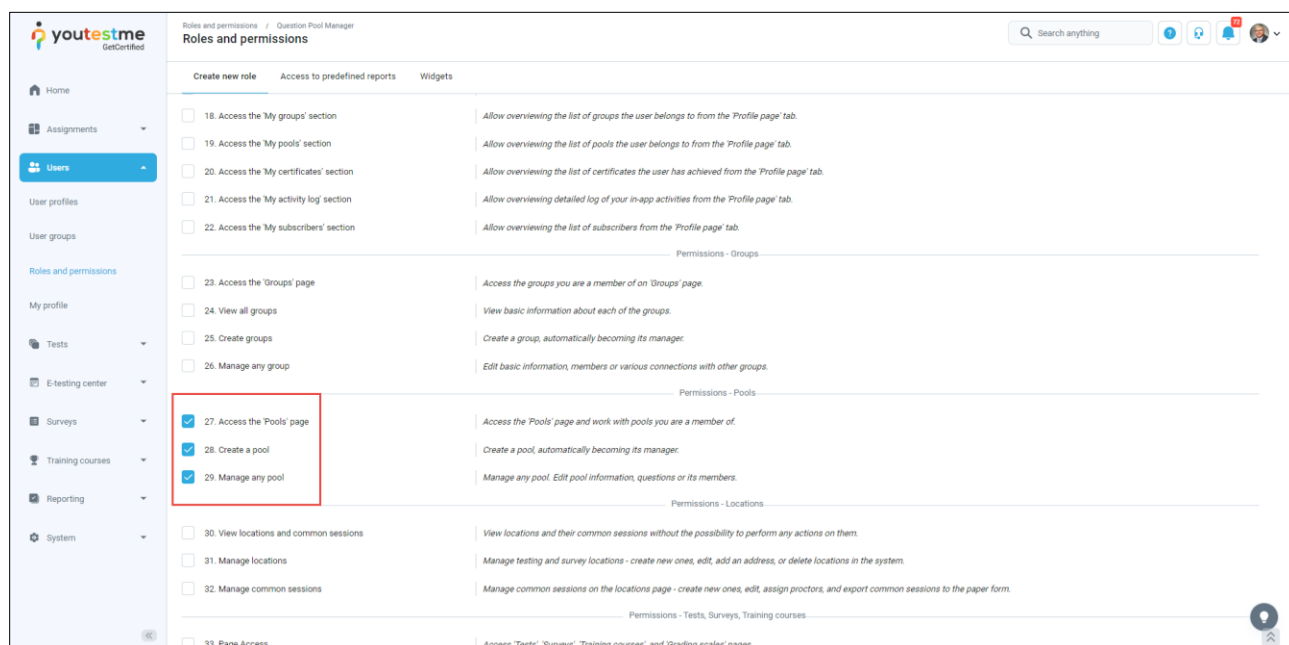 youtestme
GetCertified
Roles and permissions / Question Pool Manager
Roles and permissions
Search anything
?
72
Create new role Access to predefined reports Widgets
Home
Assignments
Users
User profiles
User groups
Roles and permissions
My profile
Tests
E-testing center
Surveys
Training courses
Reporting
System
18. Access the 'My groups' section Allow overviewing the list of groups the user belongs to from the 'Profile page' tab.
19. Access the 'My pools' section Allow overviewing the list of pools the user belongs to from the 'Profile page' tab.
20. Access the 'My certificates' section Allow overviewing the list of certificates the user has achieved from the 'Profile page' tab.
21. Access the 'My activity log' section Allow overviewing detailed log of your in-app activities from the 'Profile page' tab.
22. Access the 'My subscribers' section Allow overviewing the list of subscribers from the 'Profile page' tab.
Permissions - Groups
23. Access the 'Groups' page Access the groups you are a member of on 'Groups' page.
24. View all groups View basic information about each of the groups.
25. Create groups Create a group, automatically becoming its manager.
26. Manage any group Edit basic information, members or various connections with other groups.
Permissions - Pools
27. Access the 'Pools' page Access the 'Pools' page and work with pools you are a member of.
28. Create a pool Create a pool, automatically becoming its manager.
29. Manage any pool Manage any pool. Edit pool information, questions or its members.
Permissions - Locations
30. View locations and common sessions View locations and their common sessions without the possibility to perform any actions on them.
31. Manage locations Manage testing and survey locations - create new ones, edit, add an address, or delete locations in the system.
32. Manage common sessions Manage common sessions on the locations page - create new ones, edit, assign proctors, and export common sessions to the paper form.
Permissions - Tests, Surveys, Training courses
33. Page Access Access 'Tests', 'Surveys', 'Training courses', and 'Grading scales' pages